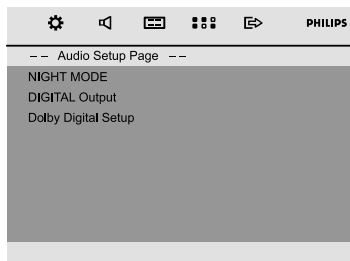 PHILIPS
-- Audio Setup Page --
NIGHT MODE
DIGITAL Output
Dolby Digital Setup